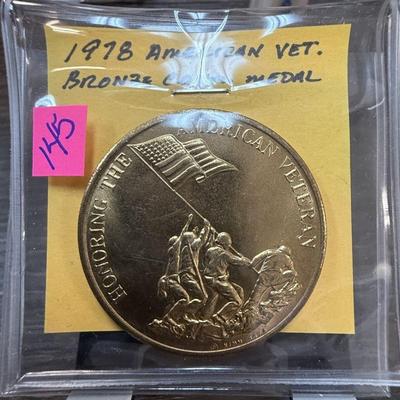 1978 AMERICAN VET.
BRONZE MEDAL
145
HONORING THE AMERICAN VETERAN